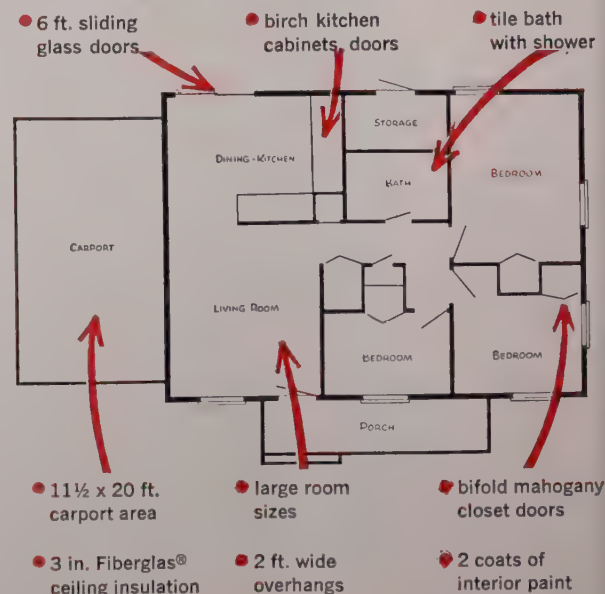 6 ft. sliding
glass doors
birch kitchen
cabinets, doors
tile bath
with shower
STORAGE
DINING-KITCHEN
BATH
BEDROOM
CARPORT
LIVING ROOM
BEDROOM
BEDROOM
PORCH
11½ x 20 ft.
carport area
large room
sizes
bifold mahogany
closet doors
3 in. Fiberglas®
ceiling insulation
2 ft. wide
overhangs
2 coats of
interior paint